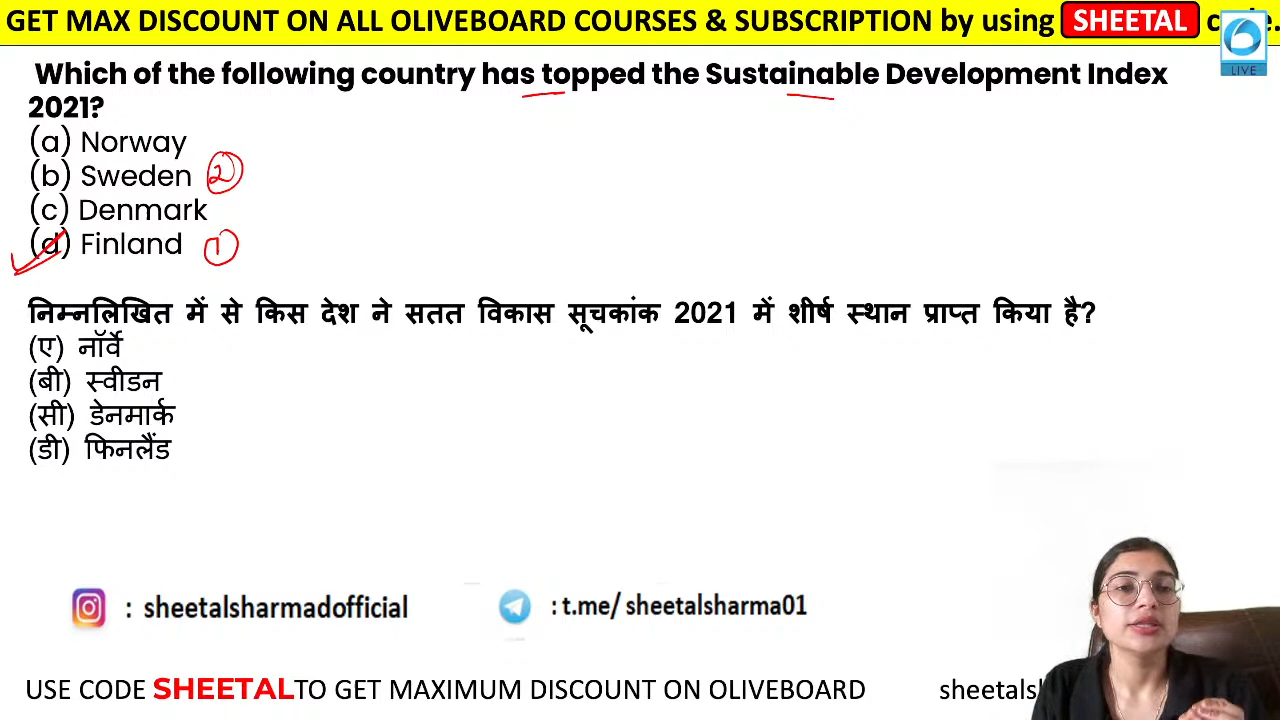 GET MAX DISCOUNT ON ALL OLIVEBOARD COURSES & SUBSCRIPTION by using SHEETAL
LIVE
Which of the following country has topped the Sustainable Development Index
2021?
(a) Norway
(b) Sweden 2
(c) Denmark
(d) Finland 1
निम्नलिखित में से किस देश ने सतत विकास सूचकांक 2021 में शीर्ष स्थान प्राप्त किया है?
(ए) नॉर्वे
(बी) स्वीडन
(सी) डेनमार्क
(डी) फिनलैंड
: sheetalsharmadofficial
: t.me/ sheetalsharma01
USE CODE SHEETAL TO GET MAXIMUM DISCOUNT ON OLIVEBOARD